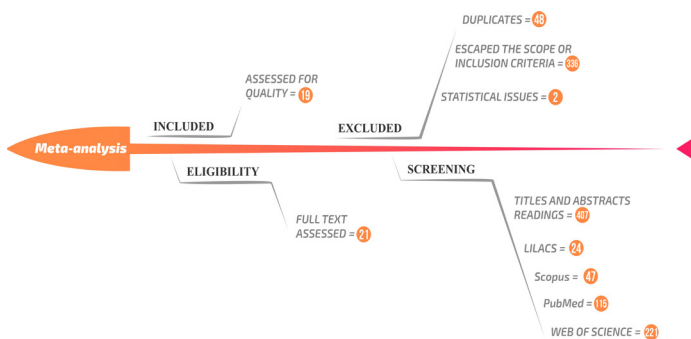 DUPLICATES = 48
ESCAPED THE SCOPE OR
INCLUSION CRITERIA = 336
STATISTICAL ISSUES = 2
ASSESSED FOR
QUALITY = 19
INCLUDED
EXCLUDED
Meta-analysis
ELIGIBILITY
SCREENING
FULL TEXT
ASSESSED = 21
TITLES AND ABSTRACTS
READINGS = 407
LILACS = 24
Scopus = 47
PubMed = 115
WEB OF SCIENCE = 221